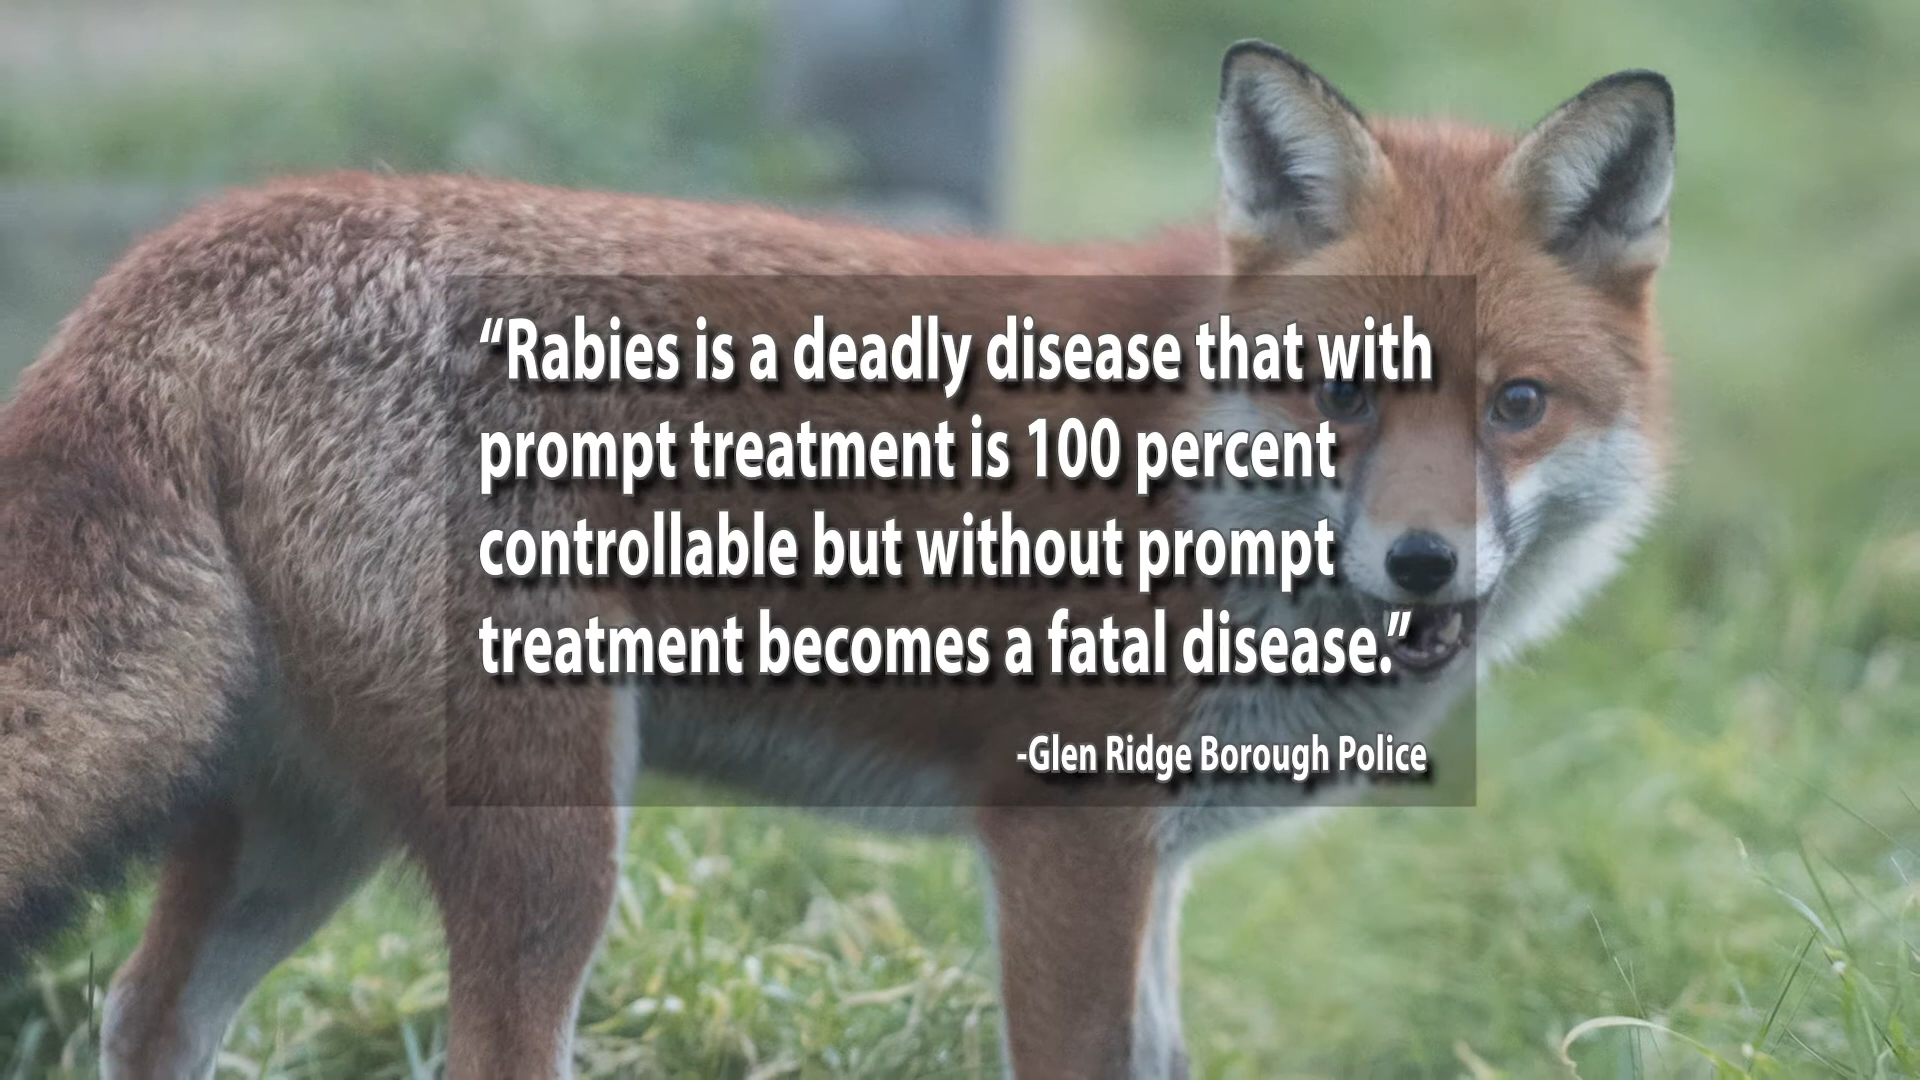 “Rabies is a deadly disease that with
prompt treatment is 100 percent
controllable but without prompt
treatment becomes a fatal disease.”
-Glen Ridge Borough Police